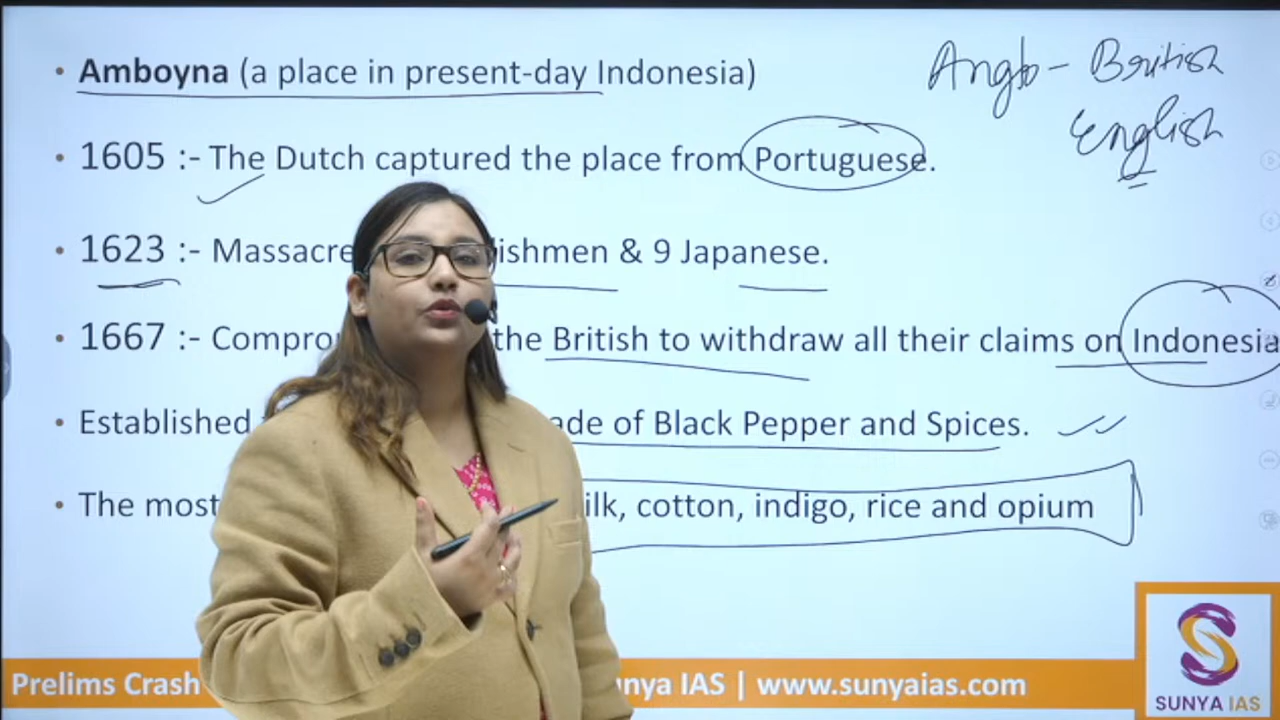 • Amboyna (a place in present-day Indonesia)
Anglo - British
English
• 1605 :- The Dutch captured the place from Portuguese.
• 1623 :- Massacre lishmen & 9 Japanese.
• 1667 :- Compro the British to withdraw all their claims on Indonesia
• Established ade of Black Pepper and Spices.
• The most ilk, cotton, indigo, rice and opium
Prelims Crash unya IAS | www.sunyaias.com
SUNYA IAS